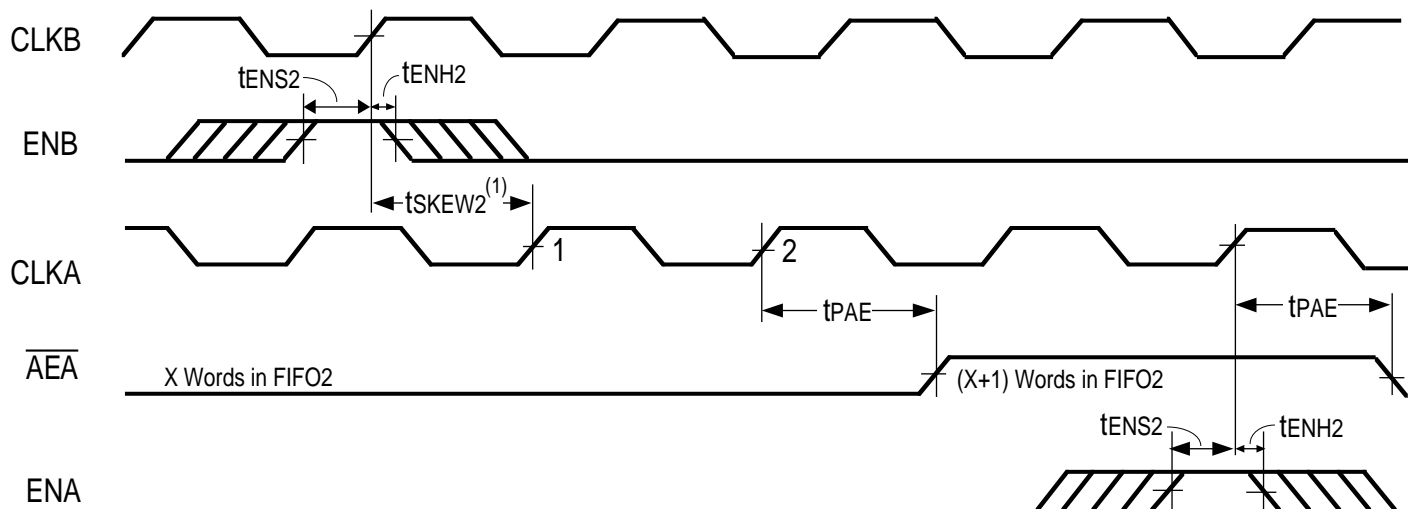 CLKB
tENS2
tENH2
ENB
tSKEW2(1)
CLKA
1
2
tPAE
tPAE
AEA
X Words in FIFO2
(X+1) Words in FIFO2
tENS2
tENH2
ENA